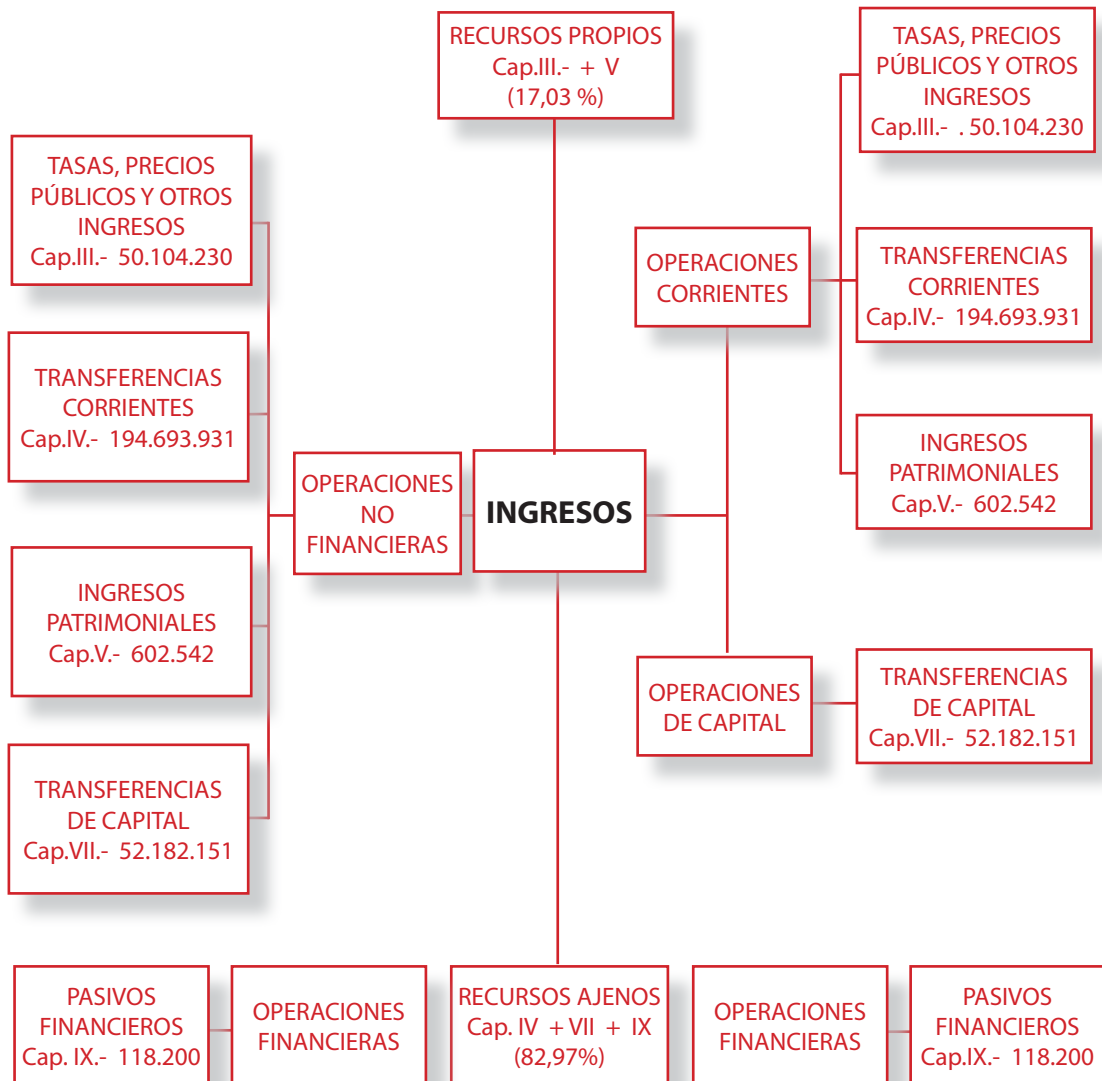 RECURSOS PROPIOS
Cap.III.- + V
(17,03 %)
TASAS, PRECIOS
PÚBLICOS Y OTROS
INGRESOS
Cap.III.- . 50.104.230
TASAS, PRECIOS
PÚBLICOS Y OTROS
INGRESOS
Cap.III.- 50.104.230
OPERACIONES
CORRIENTES
TRANSFERENCIAS
CORRIENTES
Cap.IV.- 194.693.931
TRANSFERENCIAS
CORRIENTES
Cap.IV.- 194.693.931
INGRESOS
PATRIMONIALES
Cap.V.- 602.542
OPERACIONES
NO
FINANCIERAS
INGRESOS
INGRESOS
PATRIMONIALES
Cap.V.- 602.542
OPERACIONES
DE CAPITAL
TRANSFERENCIAS
DE CAPITAL
Cap.VII.- 52.182.151
TRANSFERENCIAS
DE CAPITAL
Cap.VII.- 52.182.151
PASIVOS
FINANCIEROS
Cap. IX.- 118.200
OPERACIONES
FINANCIERAS
RECURSOS AJENOS
Cap. IV + VII + IX
(82,97%)
OPERACIONES
FINANCIERAS
PASIVOS
FINANCIEROS
Cap.IX.- 118.200